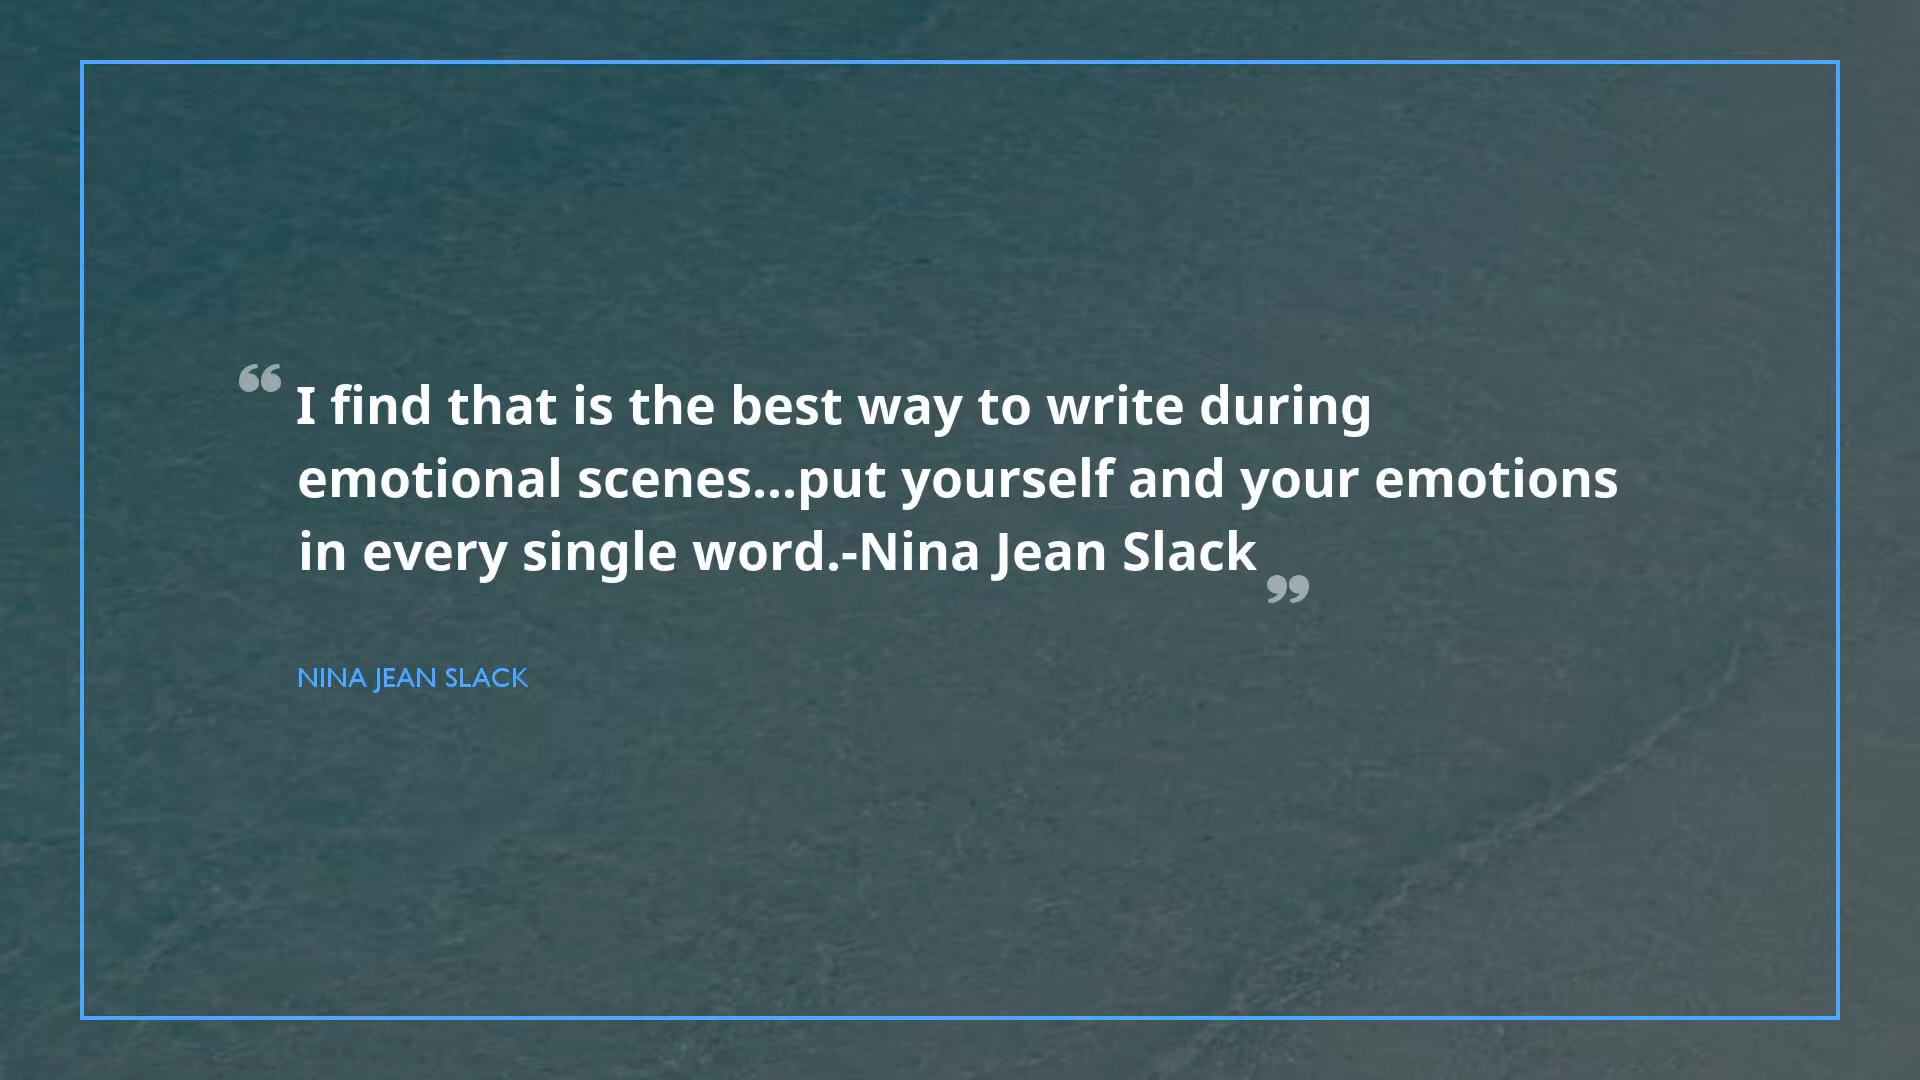 “I find that is the best way to write during
emotional scenes...put yourself and your emotions
in every single word.-Nina Jean Slack”
NINA JEAN SLACK